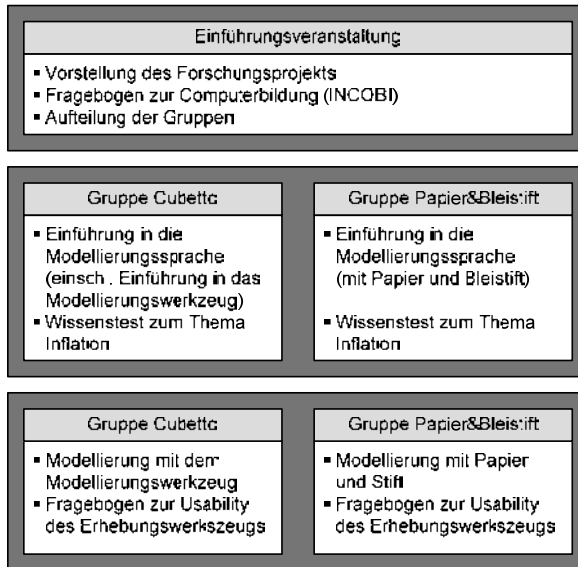 Einführungsveranstaltung
▪ Vorstellung des Forschungsprojekts
▪ Fragebogen zur Computerbildung (INCOBI)
▪ Aufteilung der Gruppen
Gruppe Cubetto
▪ Einführung in die
Modellierungssprache
(einsch . Einführung in das
Modellierungswerkzeug)
▪ Wissenstest zum Thema
Inflation
Gruppe Papier&Bleistift
▪ Einführung in die
Modellierungssprache
(mit Papier und Bleistift)
▪ Wissenstest zum Thema
Inflation
Gruppe Cubetto
▪ Modellierung mit dem
Modellierungswerkzeug
▪ Fragebogen zur Usability
des Erhebungswerkszeugs
Gruppe Papier&Bleistift
▪ Modellierung mit Papier
und Stift
▪ Fragebogen zur Usability
des Erhebungswerkszeugs